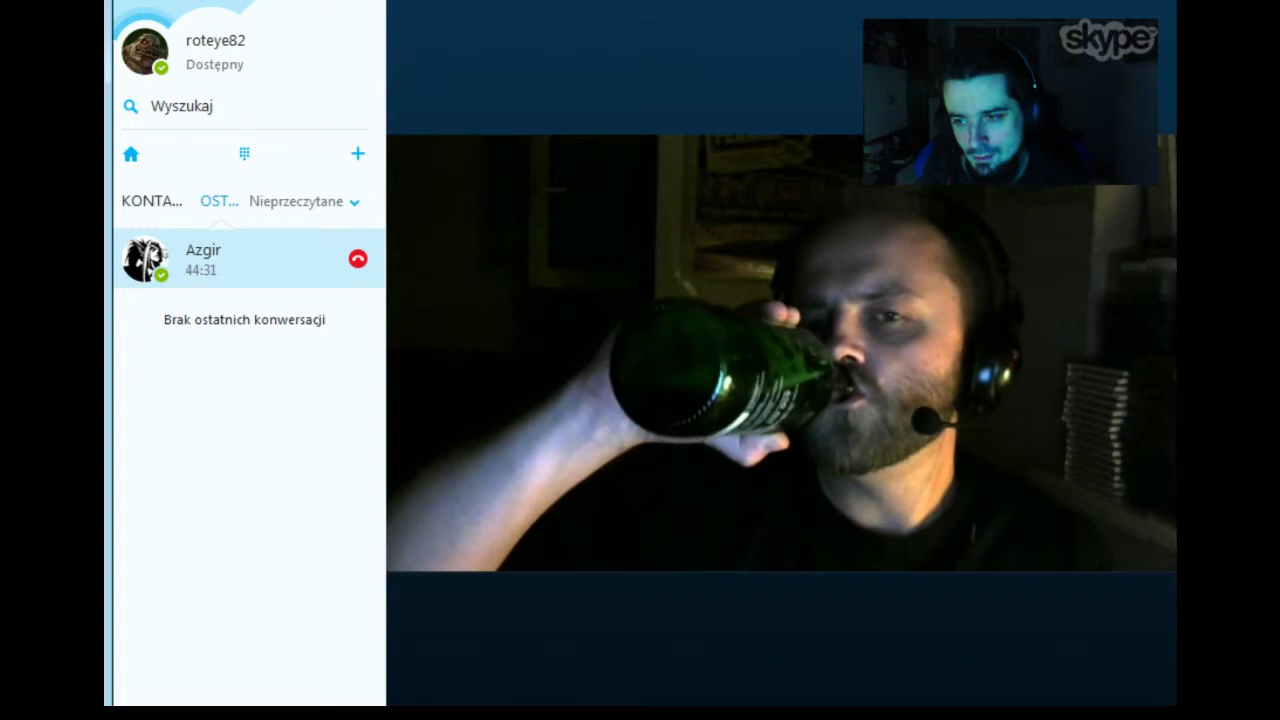 roteye82
Dostępny
Wyszukaj
KONTA... OST... Nieprzeczytane
Azgir
44:31
Brak ostatnich konwersacji
skype